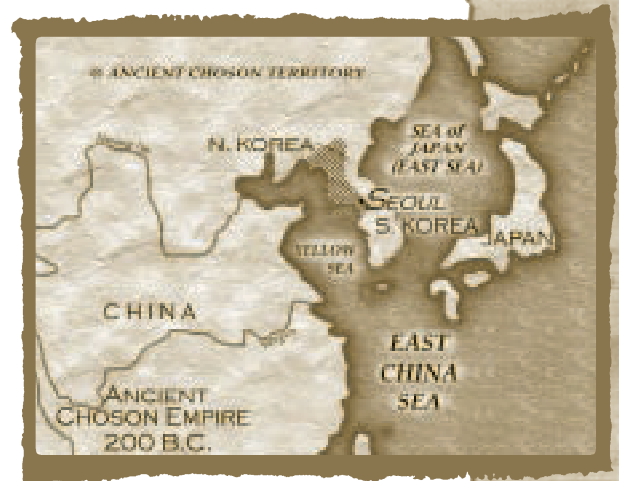 ANCIENT CHOSON TERRITORY
N. KOREA
SEA of
JAPAN
(EAST SEA)
SEOUL
S. KOREA
JAPAN
YELLOW
SEA
CHINA
EAST
CHINA
SEA
ANCIENT
CHOSON EMPIRE
200 B.C.